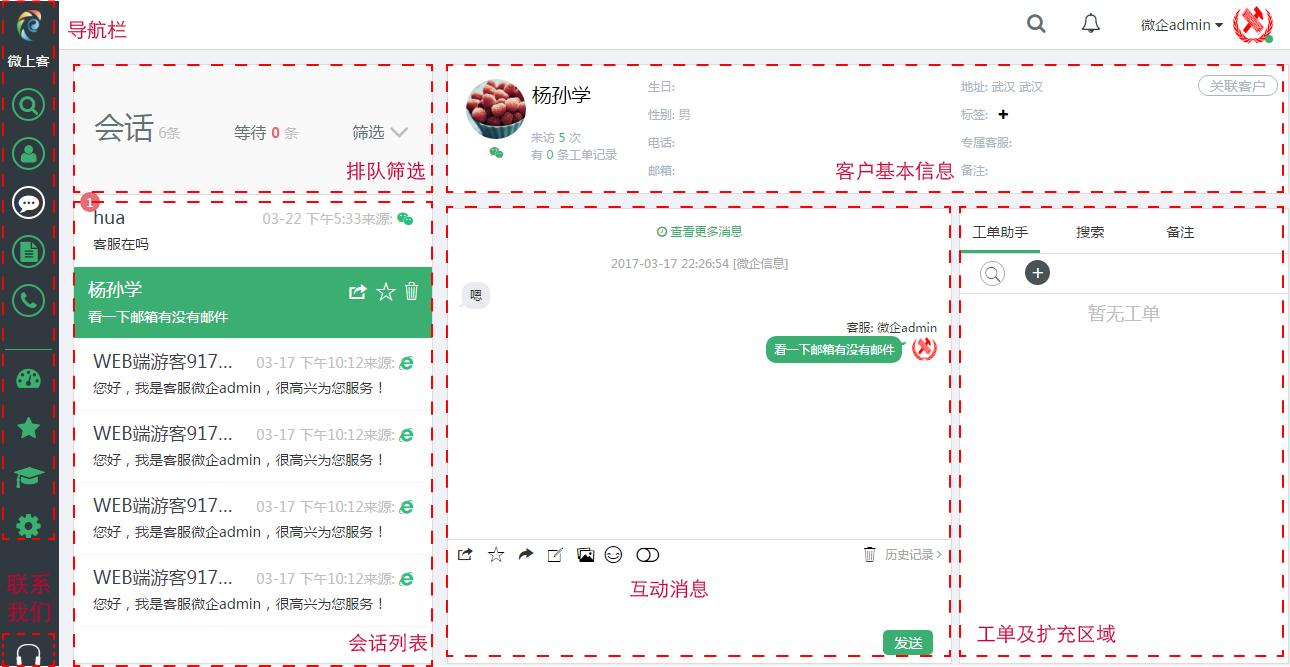 导航栏
微企admin
微上客
会话 6条
等待 0 条
筛选
排队筛选
杨孙学
来访 5 次
有 0 条工单记录
生日:
性别: 男
电话:
邮箱:
客户基本信息
地址: 武汉 武汉
标签:
专属客服:
备注:
关联客户
1
hua
03-22 下午5:33来源:
客服在吗
杨孙学
看一下邮箱有没有邮件
WEB端游客917...
03-17 下午10:12来源:
您好，我是客服微企admin，很高兴为您服务！
WEB端游客917...
03-17 下午10:12来源:
您好，我是客服微企admin，很高兴为您服务！
WEB端游客917...
03-17 下午10:12来源:
您好，我是客服微企admin，很高兴为您服务！
WEB端游客917...
03-17 下午10:12来源:
您好，我是客服微企admin，很高兴为您服务！
会话列表
查看更多消息
2017-03-17 22:26:54 [微企信息]
嗯
客服: 微企admin
看一下邮箱有没有邮件
历史记录
互动消息
发送
工单助手
搜索
备注
暂无工单
工单及扩充区域
联系
我们